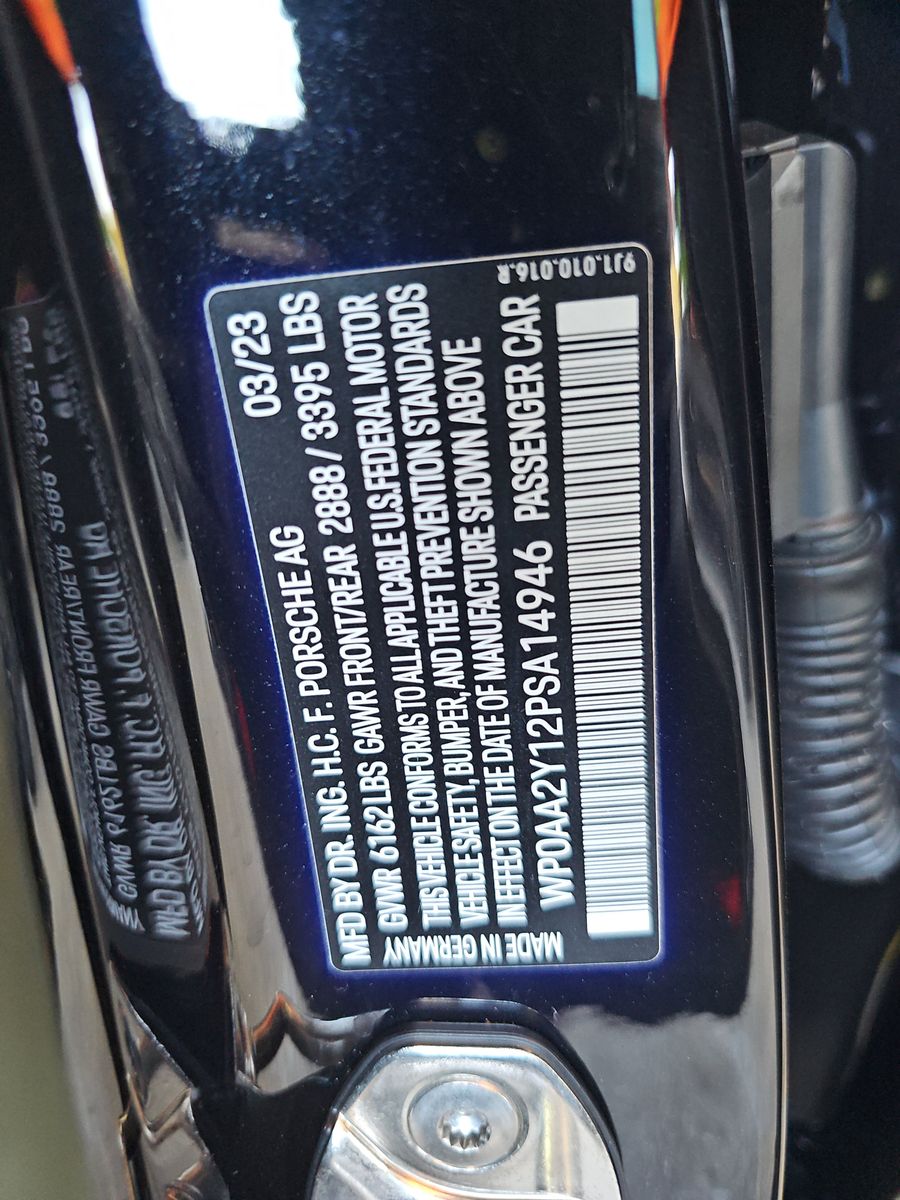 MFD BY DR. ING. H.C. F. PORSCHE AG 03/23
GVWR 6162 LBS GAWR FRONT/REAR 2888 / 3395 LBS
THIS VEHICLE CONFORMS TO ALL APPLICABLE U.S. FEDERAL MOTOR
VEHICLE SAFETY, BUMPER, AND THEFT PREVENTION STANDARDS
IN EFFECT ON THE DATE OF MANUFACTURE SHOWN ABOVE
WP0AA2Y12PSA14946 PASSENGER CAR
MADE IN GERMANY
9J1.010.016.R